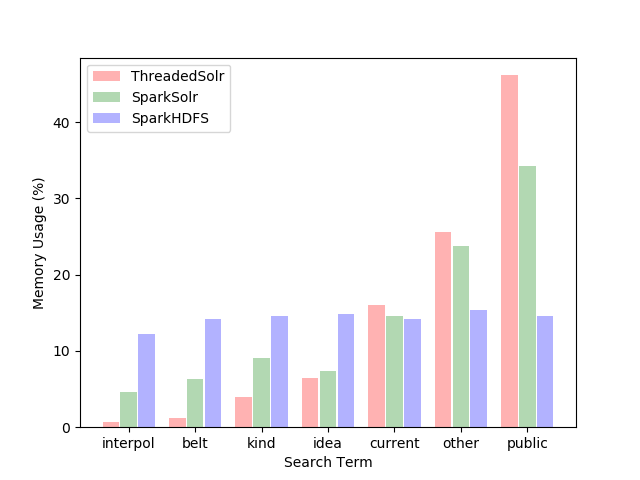 ThreadedSolr
SparkSolr
SparkHDFS
Memory Usage (%)
40
30
20
10
0
interpol belt kind idea current other public
Search Term